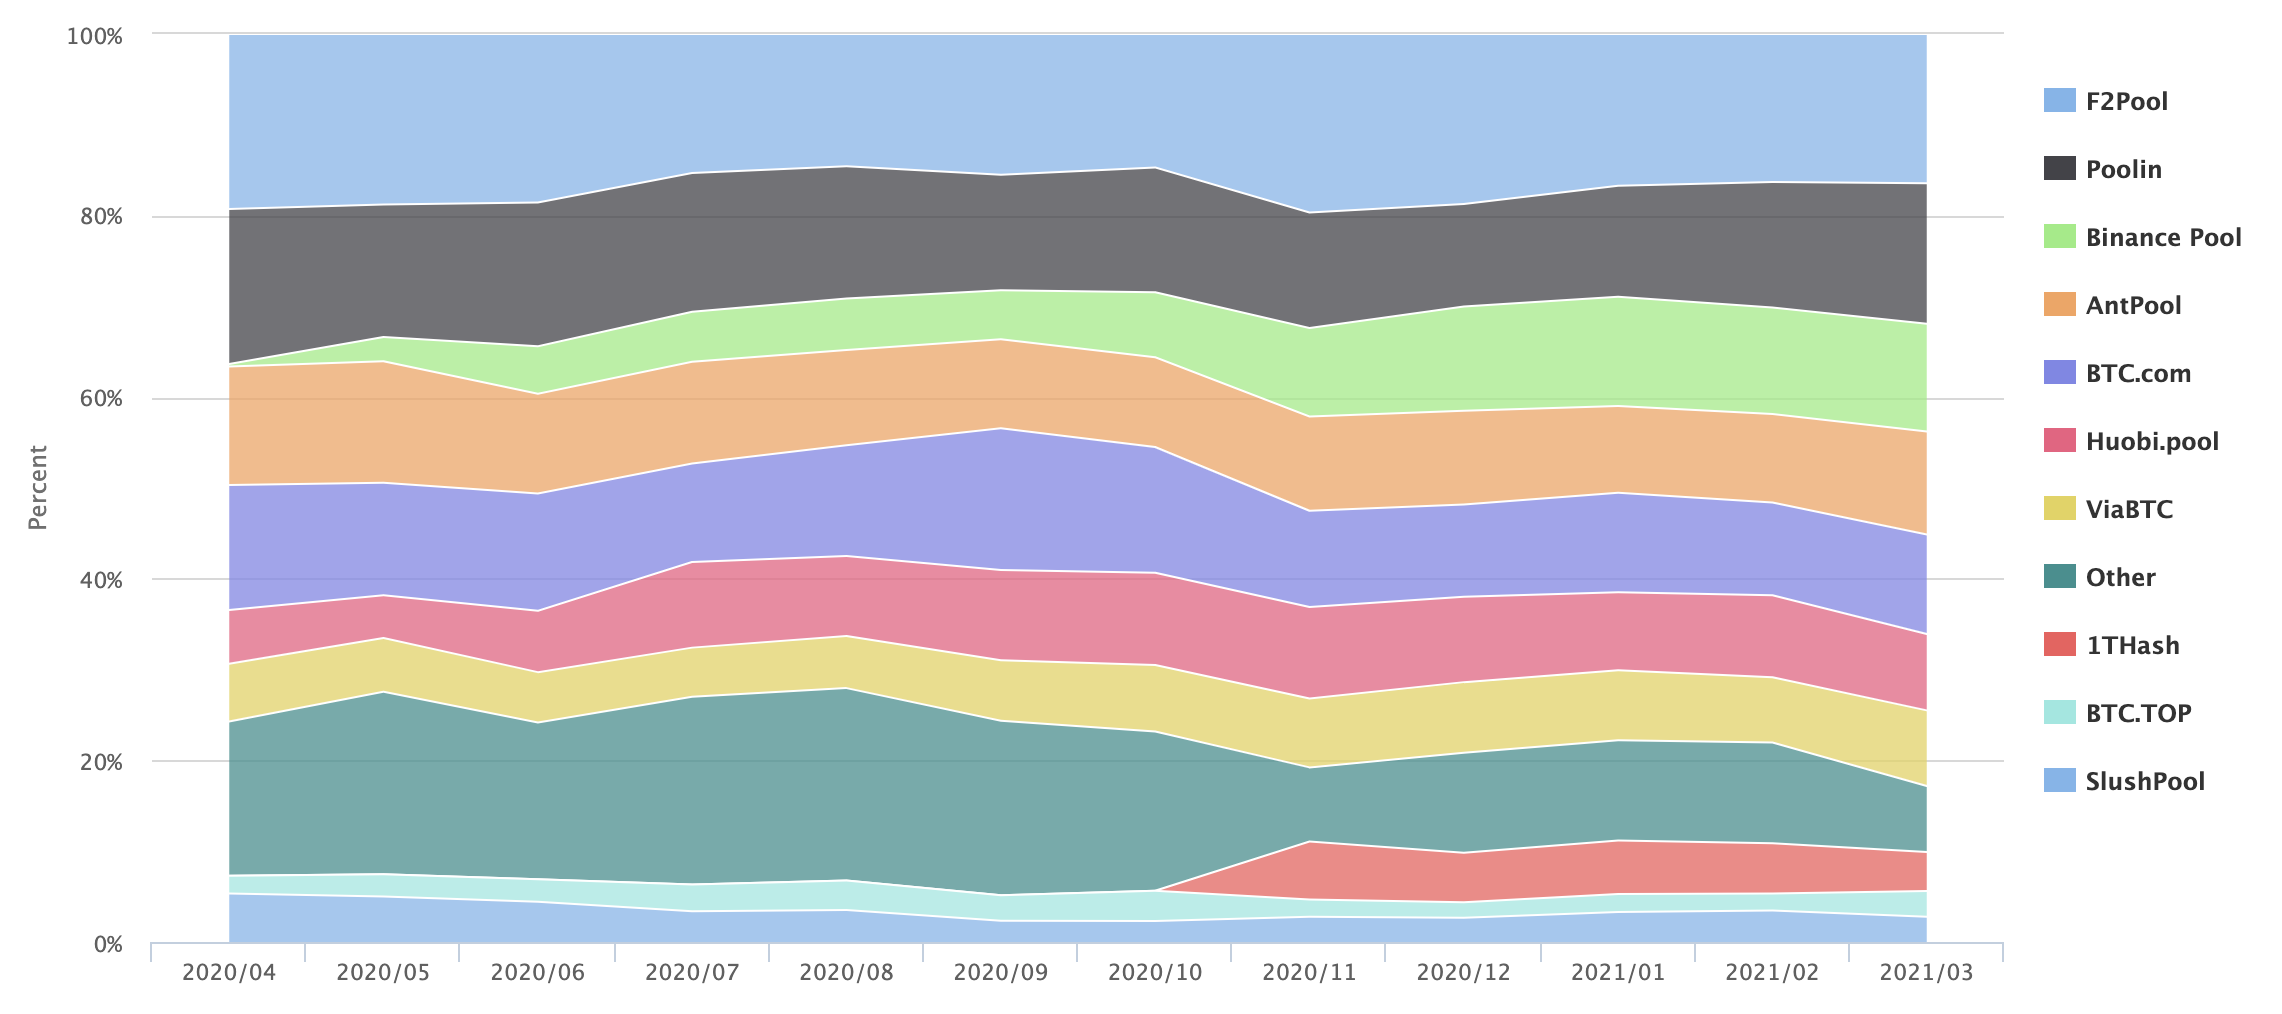 100%
80%
60%
40%
20%
0%
Percent
2020/04
2020/05
2020/06
2020/07
2020/08
2020/09
2020/10
2020/11
2020/12
2021/01
2021/02
2021/03
F2Pool
Poolin
Binance Pool
AntPool
BTC.com
Huobi.pool
ViaBTC
Other
1THash
BTC.TOP
SlushPool